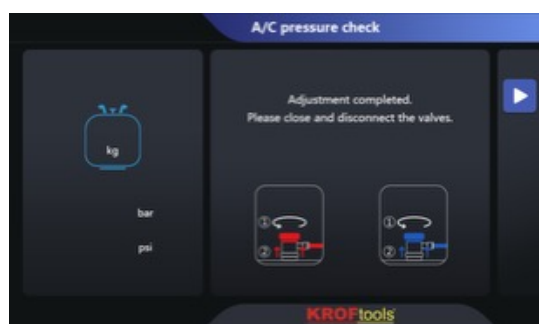 A/C pressure check
kg
bar
psi
Adjustment completed.
Please close and disconnect the valves.
①
②
①
②
KROFtools